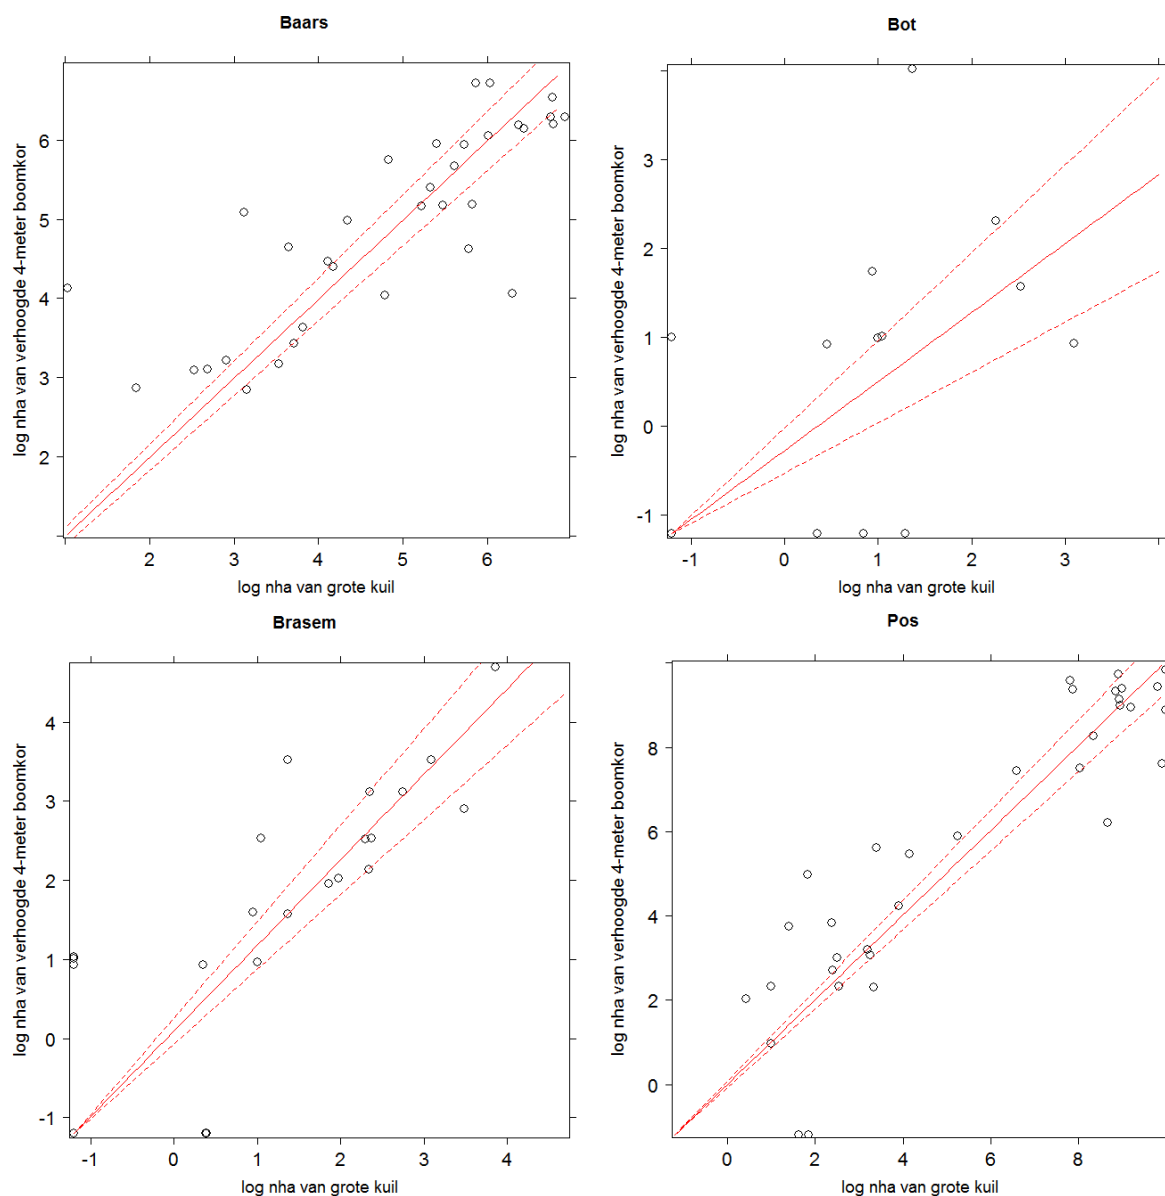 Baars
log nha van verhoogde 4-meter boomkor
6
5
4
3
2
2 3 4 5 6
log nha van grote kuil
Bot
log nha van verhoogde 4-meter boomkor
3
2
1
0
-1
-1 0 1 2 3
log nha van grote kuil
Brasem
log nha van verhoogde 4-meter boomkor
4
3
2
1
0
-1
-1 0 1 2 3 4
log nha van grote kuil
Pos
log nha van verhoogde 4-meter boomkor
8
6
4
2
0
0 2 4 6 8
log nha van grote kuil